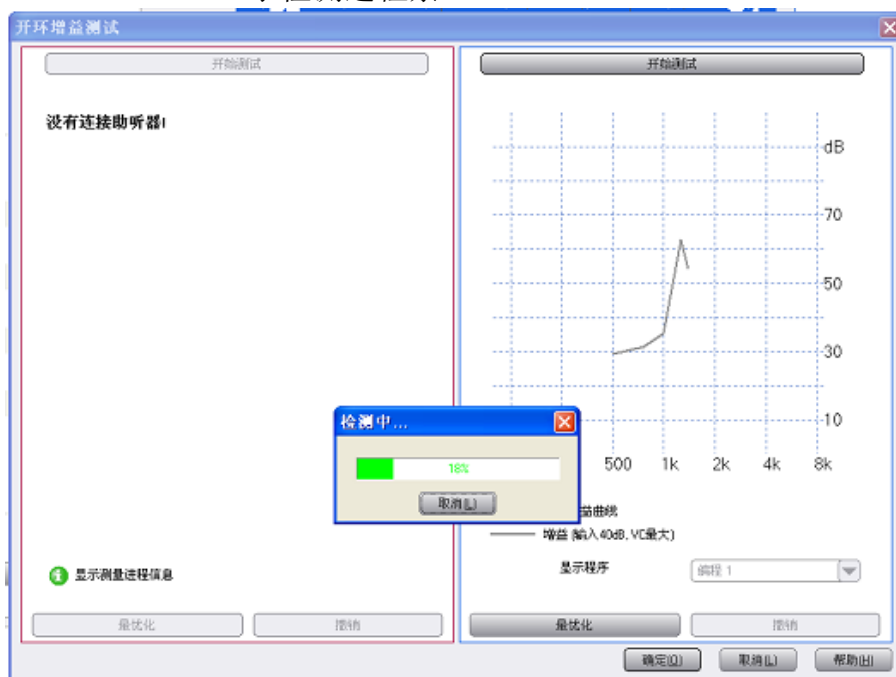 开环增益测试
开始测试
没有连接助听器!
显示测量进程信息
最优化 撤销
开始测试
dB
70
50
30
10
500 1k 2k 4k 8k
益曲线
增益 (输入40dB, VC最大)
显示程序 编程 1
最优化 撤销
检测中...
18%
取消(L)
确定(O) 取消(L) 帮助(H)